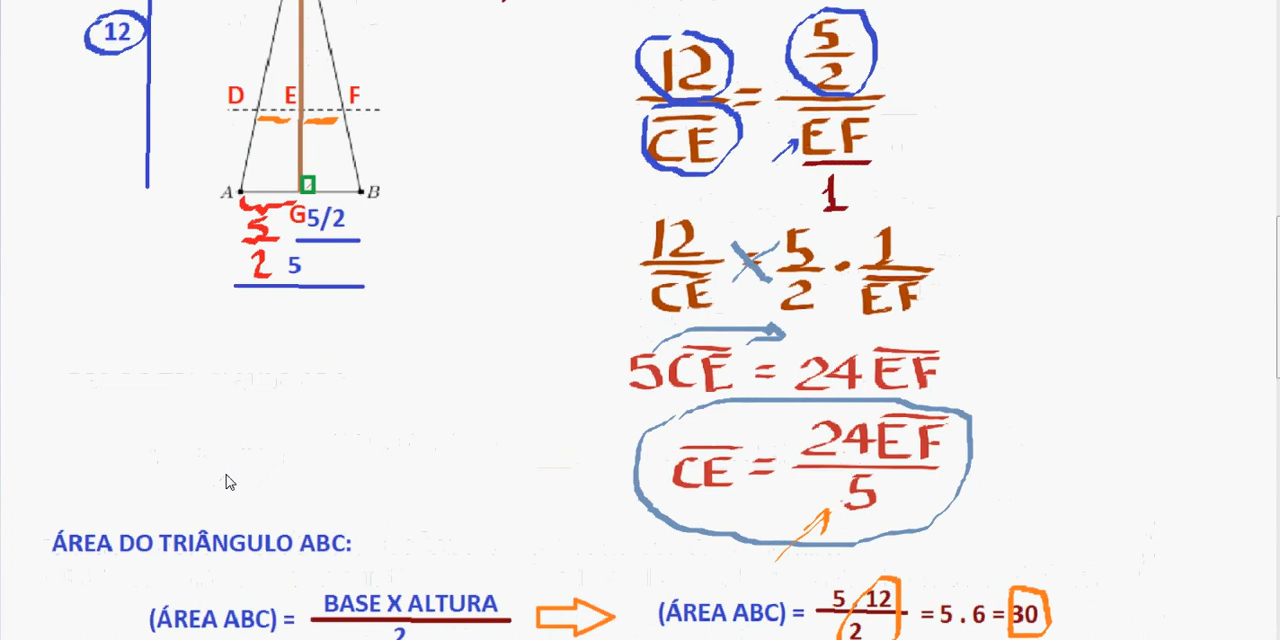 12
D E F
A B
G 5/2
5/2
5
12/CE = 5/2/EF
1
12/CE = 5/2 . 1/EF
5CE = 24EF
CE = 24EF/5
ÁREA DO TRIÂNGULO ABC:
(ÁREA ABC) = BASE X ALTURA/2
(ÁREA ABC) = 5 12/2 = 5 . 6 = 30